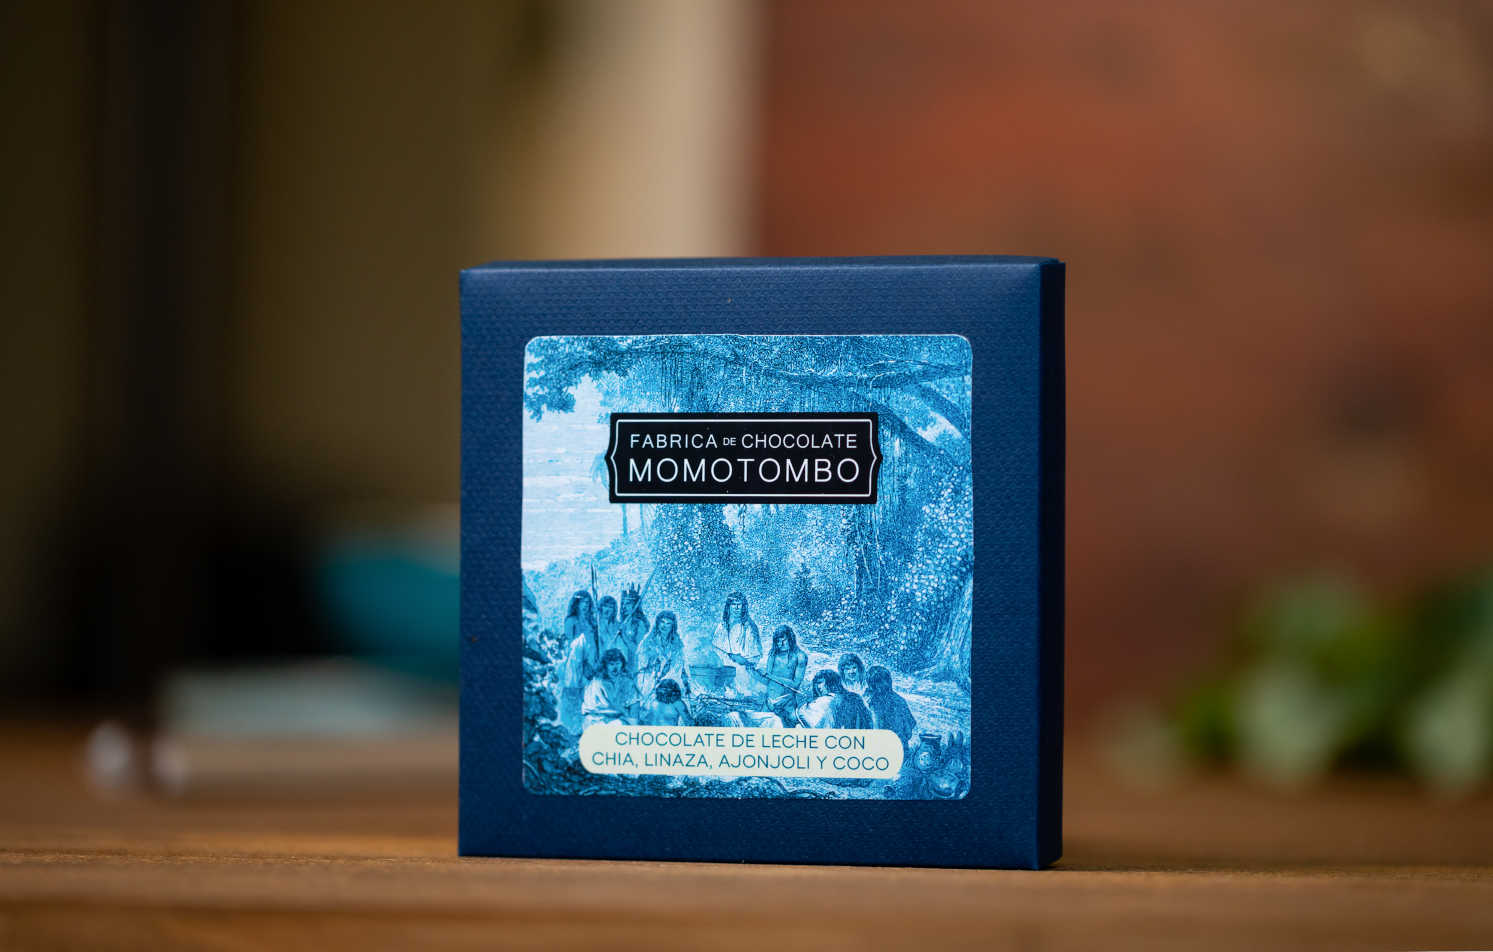 FABRICA DE CHOCOLATE
MOMOTOMBO
CHOCOLATE DE LECHE CON
CHIA, LINAZA, AJONJOLI Y COCO